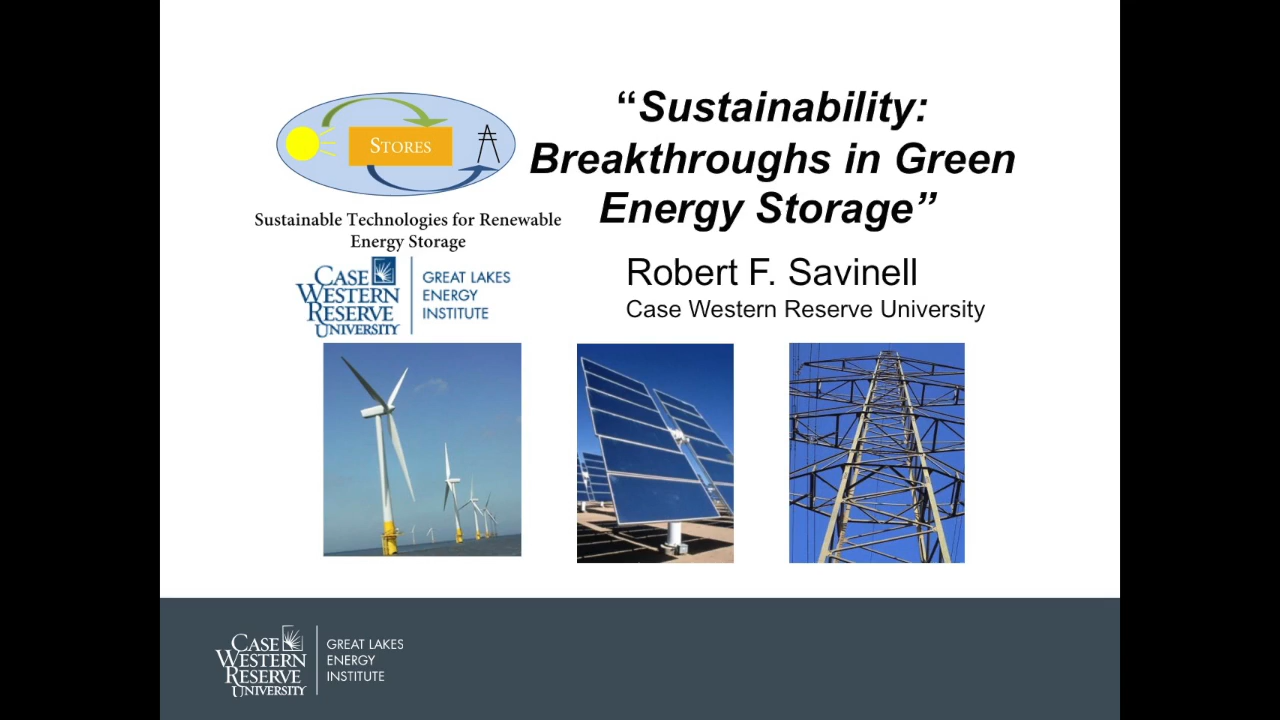 “Sustainability:
Breakthroughs in Green
Energy Storage”
STORES
Sustainable Technologies for Renewable
Energy Storage
CASE
WESTERN
RESERVE
UNIVERSITY
GREAT LAKES
ENERGY
INSTITUTE
Robert F. Savinell
Case Western Reserve University
CASE
WESTERN
RESERVE
UNIVERSITY
GREAT LAKES
ENERGY
INSTITUTE